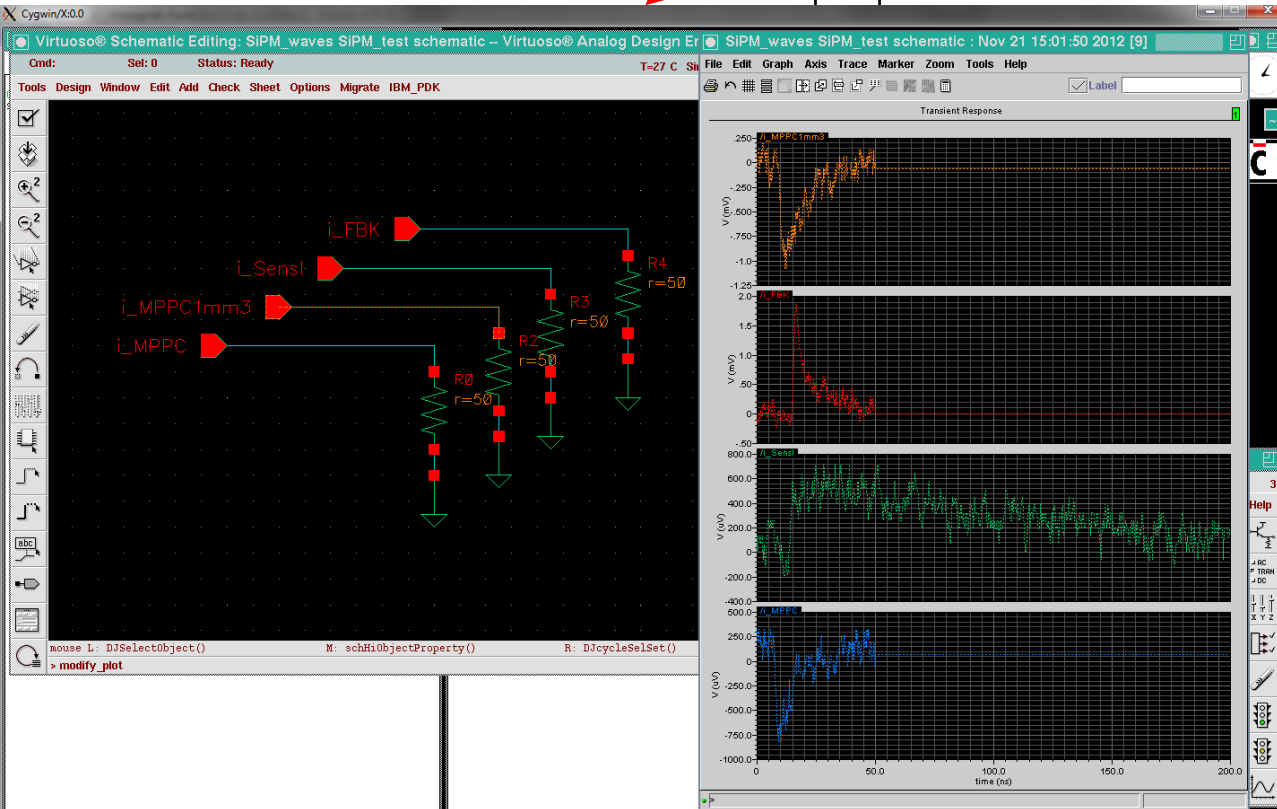 Cygwin/X:0.0
Virtuoso® Schematic Editing: SiPM_waves SiPM_test schematic -- Virtuoso® Analog Design Er
Cmd: Sel: 0 Status: Ready T=27 C
Tools Design Window Edit Add Check Sheet Options Migrate IBM_PDK
i_FBK
R4
r=50
i_SensI
R3
r=50
i_MPPC1mm3
R2
r=50
i_MPPC
R0
r=50
mouse L: DJSelectObject() M: schHiObjectProperty() R: DJcycleSelSet()
> modify_plot
SiPM_waves SiPM_test schematic : Nov 21 15:01:50 2012 [9]
File Edit Graph Axis Trace Marker Zoom Tools Help
Label
Transient Response
/i_MPPC1mm3
.250
0
-.250
-.500
-.750
-1.0
-1.25
V (mV)
/i_FBK
2.0
1.5
1.0
.50
0
-.50
V (mV)
/i_SensI
800.0
600.0
400.0
200.0
0
-200.0
-400.0
V (uV)
/i_MPPC
500.0
250.0
0
-250.0
-500.0
-750.0
-1000.0
V (uV)
0 50.0 100.0 150.0 200.0
time (ns)
>
C
3
Help
AC
TRAN
DC
X Y Z
abc